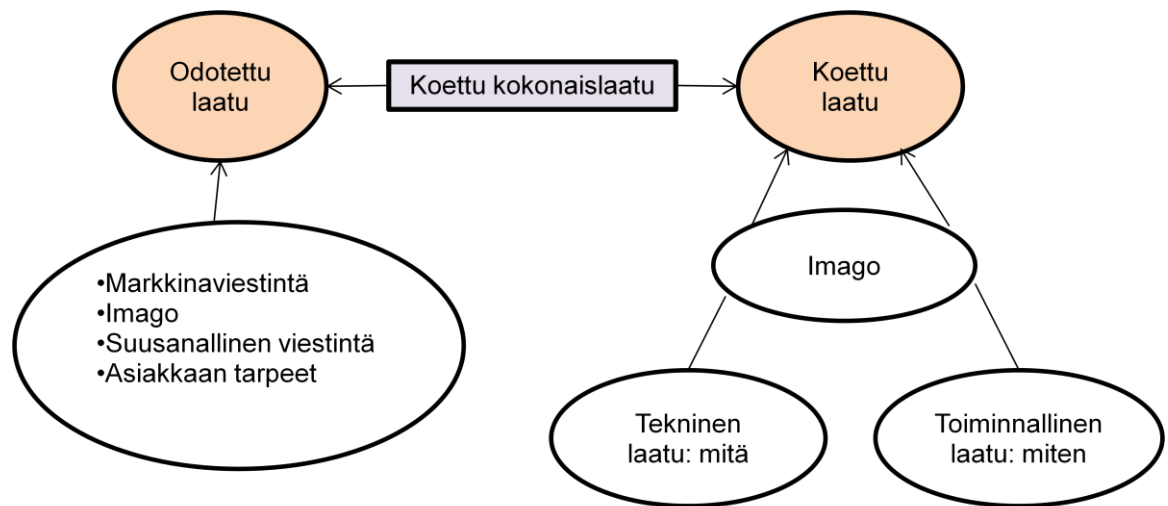 Odotettu
laatu
Koettu kokonaislaatu
Koettu
laatu
•Markkinaviestintä
•Imago
•Suusanallinen viestintä
•Asiakkaan tarpeet
Imago
Tekninen
laatu: mitä
Toiminnallinen
laatu: miten